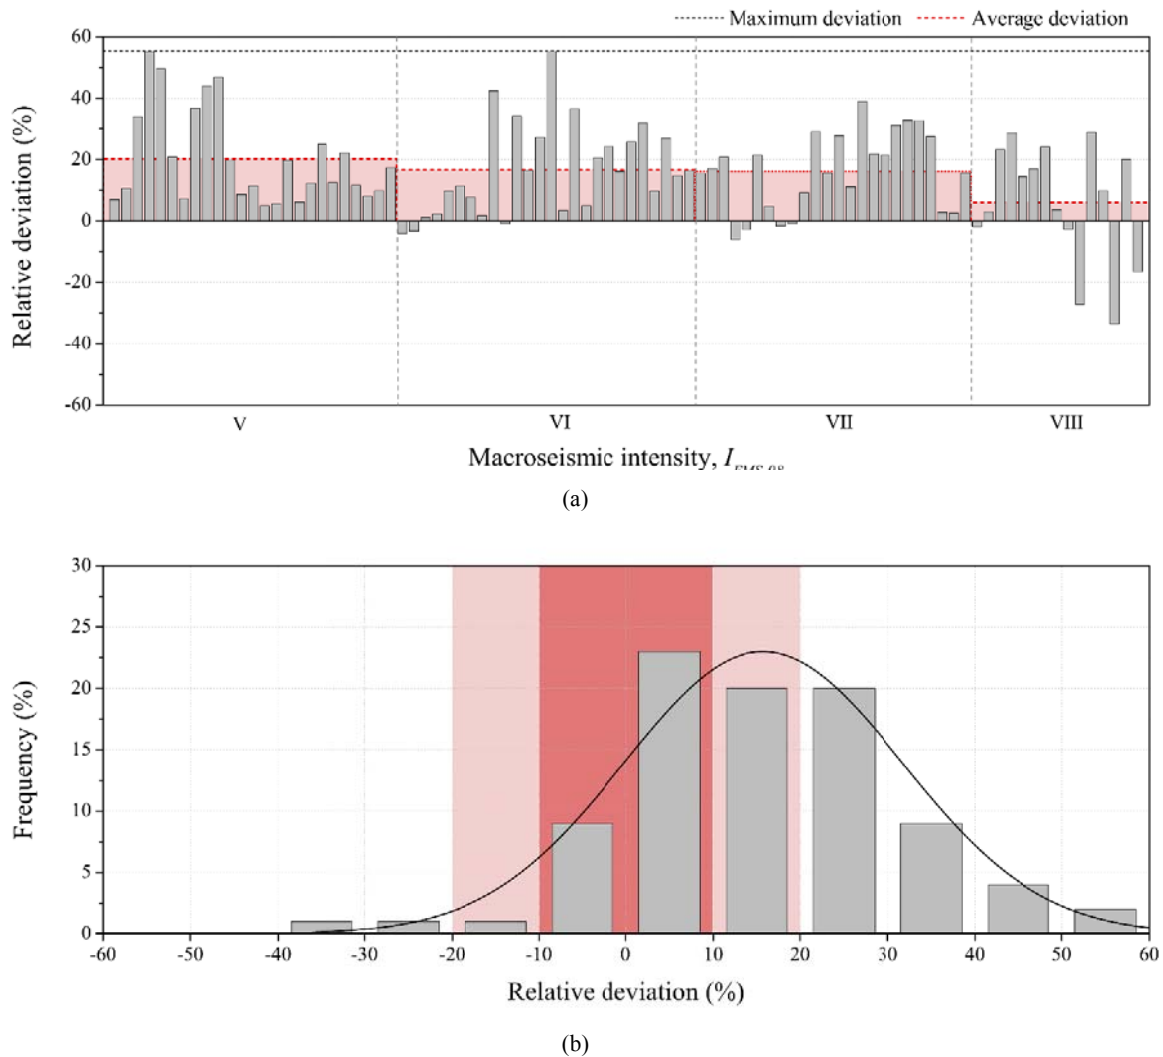 Maximum deviation Average deviation
60
40
20
0
-20
-40
-60
Relative deviation (%)
V VI VII VIII
Macroseismic intensity, I
(a)
30
25
20
15
10
5
0
Frequency (%)
-60 -50 -40 -30 -20 -10 0 10 20 30 40 50 60
Relative deviation (%)
(b)